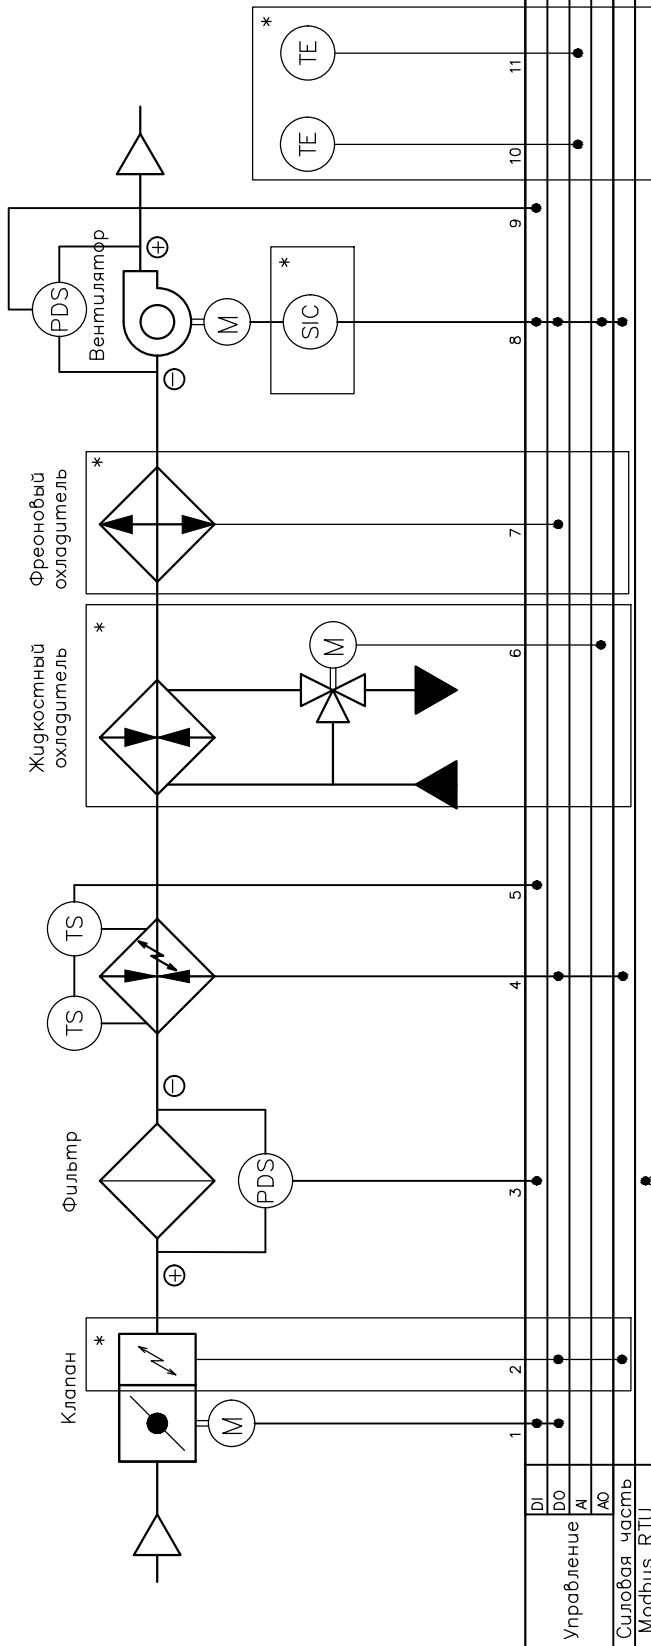 Клапан
*
M
Фильтр
+
−
PDS
TS
TS
Жидкостный
охладитель
*
M
Фреоновый
охладитель
*
PDS
Вентилятор
−
+
M
*
SIC
*
TE
TE
1
2
3
4
5
6
7
8
9
10
11
Управление
DI
DO
AI
AO
Силовая часть
Modbus RTU